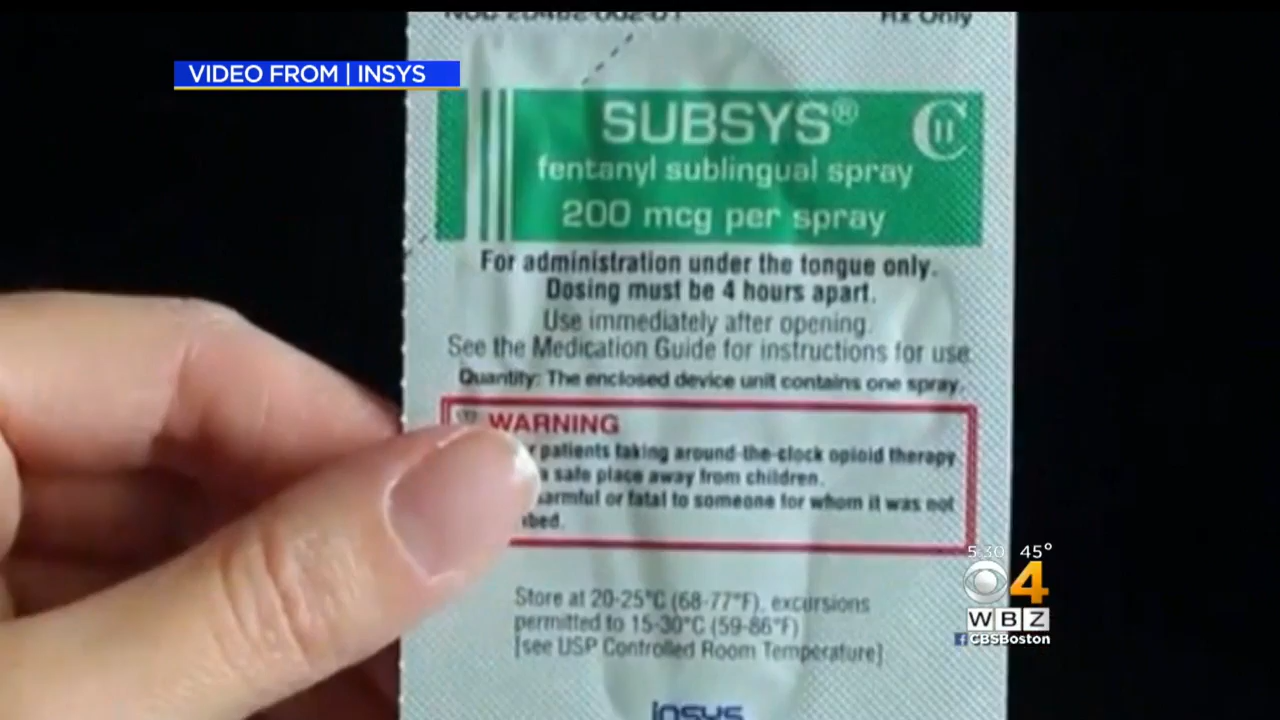 Rx Only
VIDEO FROM | INSYS
SUBSYS®
CII
fentanyl sublingual spray
200 mcg per spray
For administration under the tongue only.
Dosing must be 4 hours apart.
Use immediately after opening.
See the Medication Guide for instructions for use
Quantity: The enclosed device unit contains one spray.
WARNING
patients taking around-the-clock opioid therapy
a safe place away from children.
armful or fatal to someone for whom it was not
bed.
5:30 45°
4
WBZ
f CBSBoston
Store at 20-25°C (68-77°F), excursions
permitted to 15-30°C (59-86°F)
[see USP Controlled Room Temperature]
insys